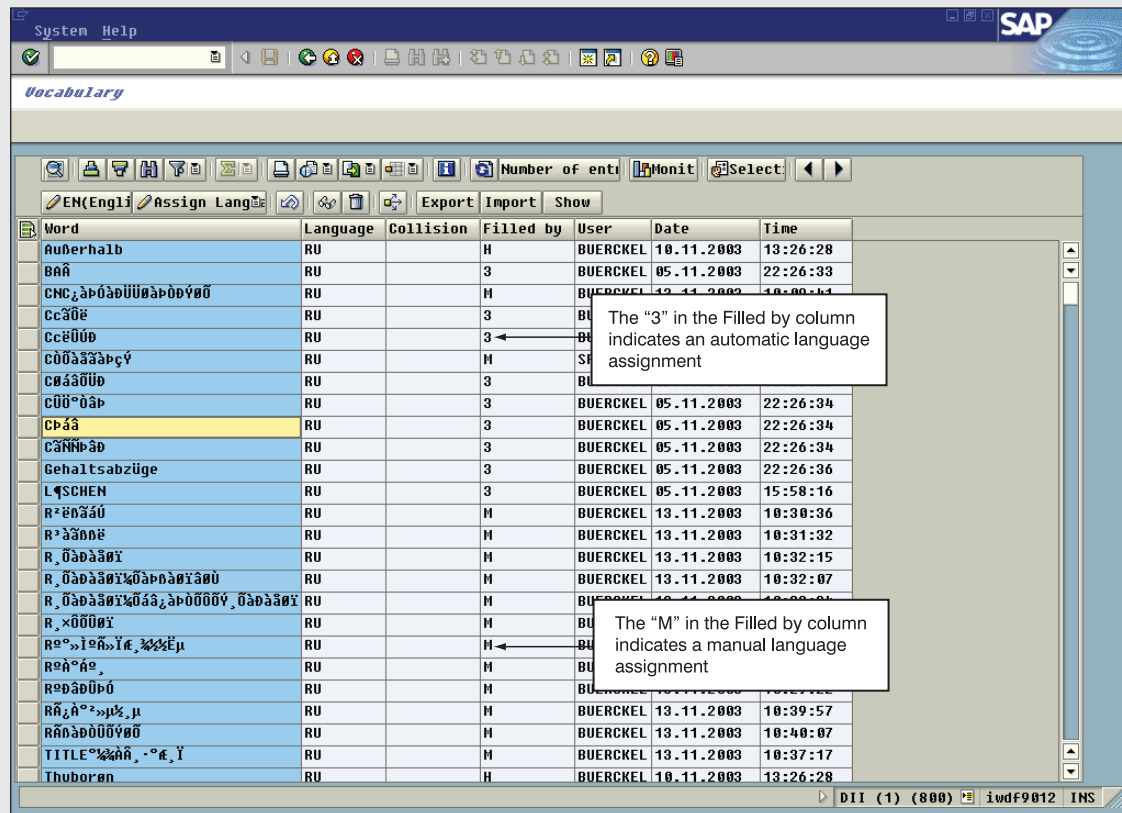 System Help
SAP
Vocabulary
Number of enti Monit Select
EN(Engli Assign Lang Export Import Show
Word Language Collision Filled by User Date Time
Außerhalb RU H BUERCKEL 10.11.2003 13:26:28
BAÂ RU 3 BUERCKEL 05.11.2003 22:26:33
RU M
RU 3
RU 3
RU M
RU 3
RU 3 BUERCKEL 05.11.2003 22:26:34
CÞáâ RU 3 BUERCKEL 05.11.2003 22:26:34
CãÑÑÞâÐ RU 3 BUERCKEL 05.11.2003 22:26:34
Gehaltsabzüge RU 3 BUERCKEL 05.11.2003 22:26:36
L¶SCHEN RU 3 BUERCKEL 05.11.2003 15:58:16
R²ëßãáÚ RU M BUERCKEL 13.11.2003 10:30:36
R³àãßßë RU M BUERCKEL 13.11.2003 10:31:32
RU M BUERCKEL 13.11.2003 10:32:15
RU M BUERCKEL 13.11.2003 10:32:07
RU M
RU M
RU M
RU M
RU M
RU M BUERCKEL 13.11.2003 10:39:57
RU M BUERCKEL 13.11.2003 10:40:07
RU M BUERCKEL 13.11.2003 10:37:17
Thuborøn RU H BUERCKEL 10.11.2003 13:26:28
The “3” in the Filled by column
indicates an automatic language
assignment
The “M” in the Filled by column
indicates a manual language
assignment
DII (1) (800) iwdf9012 INS